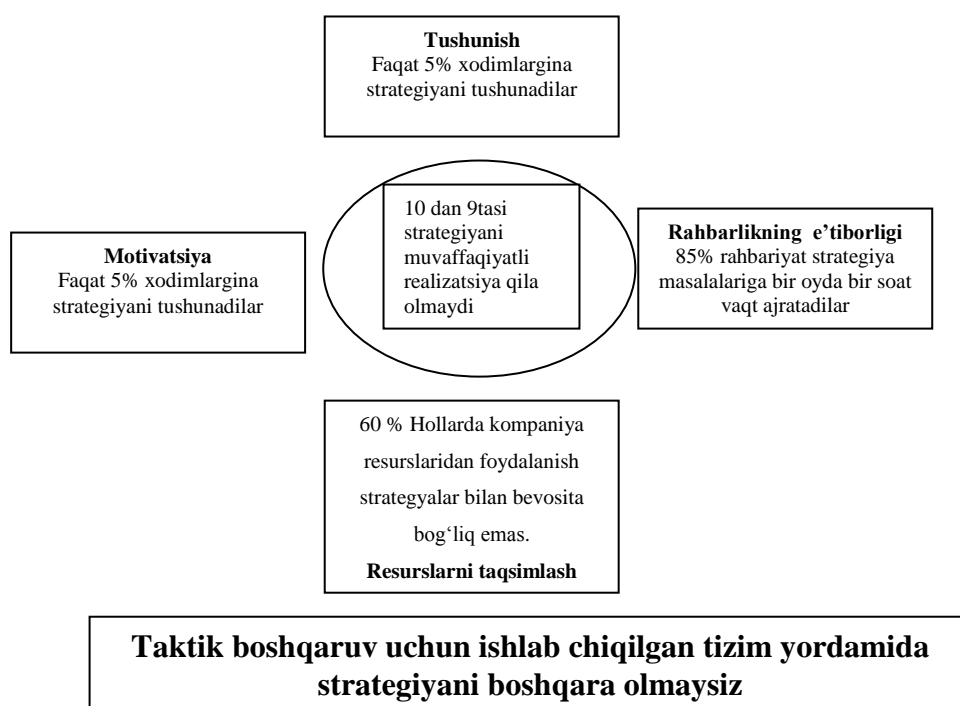 Tushunish
Faqat 5% xodimlargina
strategiyani tushunadilar
10 dan 9tasi
strategiyani
muvaffaqiyatli
realizatsiya qila
olmaydi
Motivatsiya
Faqat 5% xodimlargina
strategiyani tushunadilar
Rahbarlikning e’tiborligi
85% rahbariyat strategiya
masalalariga bir oyda bir soat
vaqt ajratadilar
60 % Hollarda kompaniya
resurslaridan foydalanish
strategyalar bilan bevosita
bog‘liq emas.
Resurslarni taqsimlash
Taktik boshqaruv uchun ishlab chiqilgan tizim yordamida
strategiyani boshqara olmaysiz